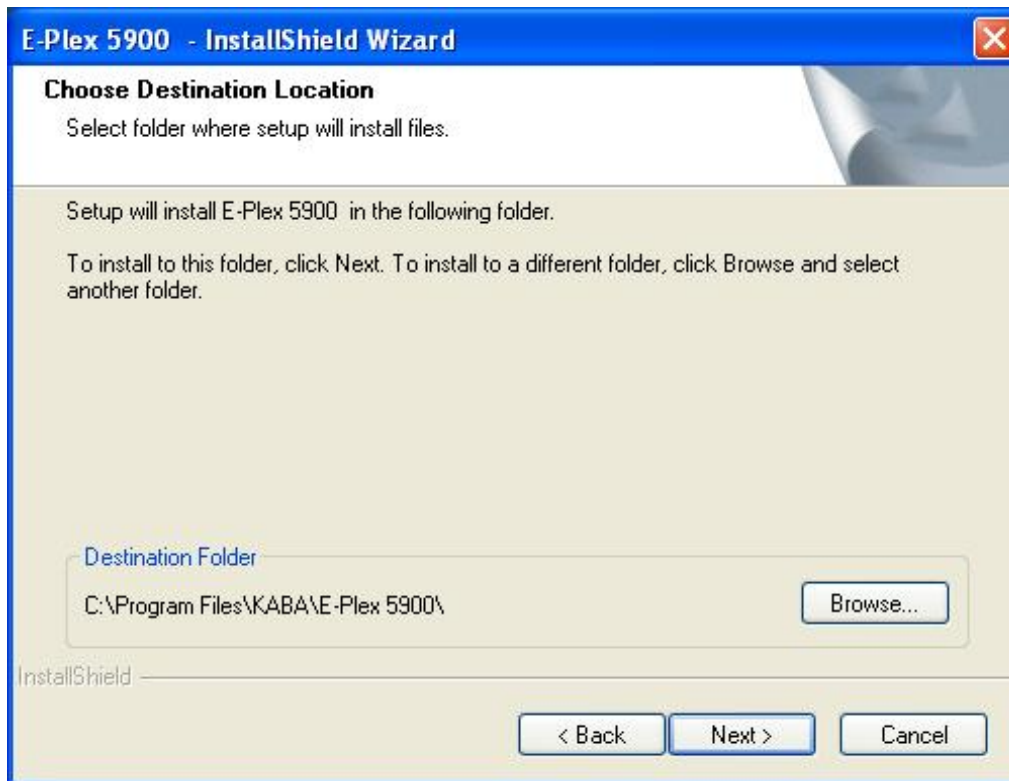 E-Plex 5900  - InstallShield Wizard
Choose Destination Location
Select folder where setup will install files.
Setup will install E-Plex 5900  in the following folder.
To install to this folder, click Next. To install to a different folder, click Browse and select
another folder.
Destination Folder
C:\Program Files\KABA\E-Plex 5900\
Browse...
InstallShield
< Back
Next >
Cancel